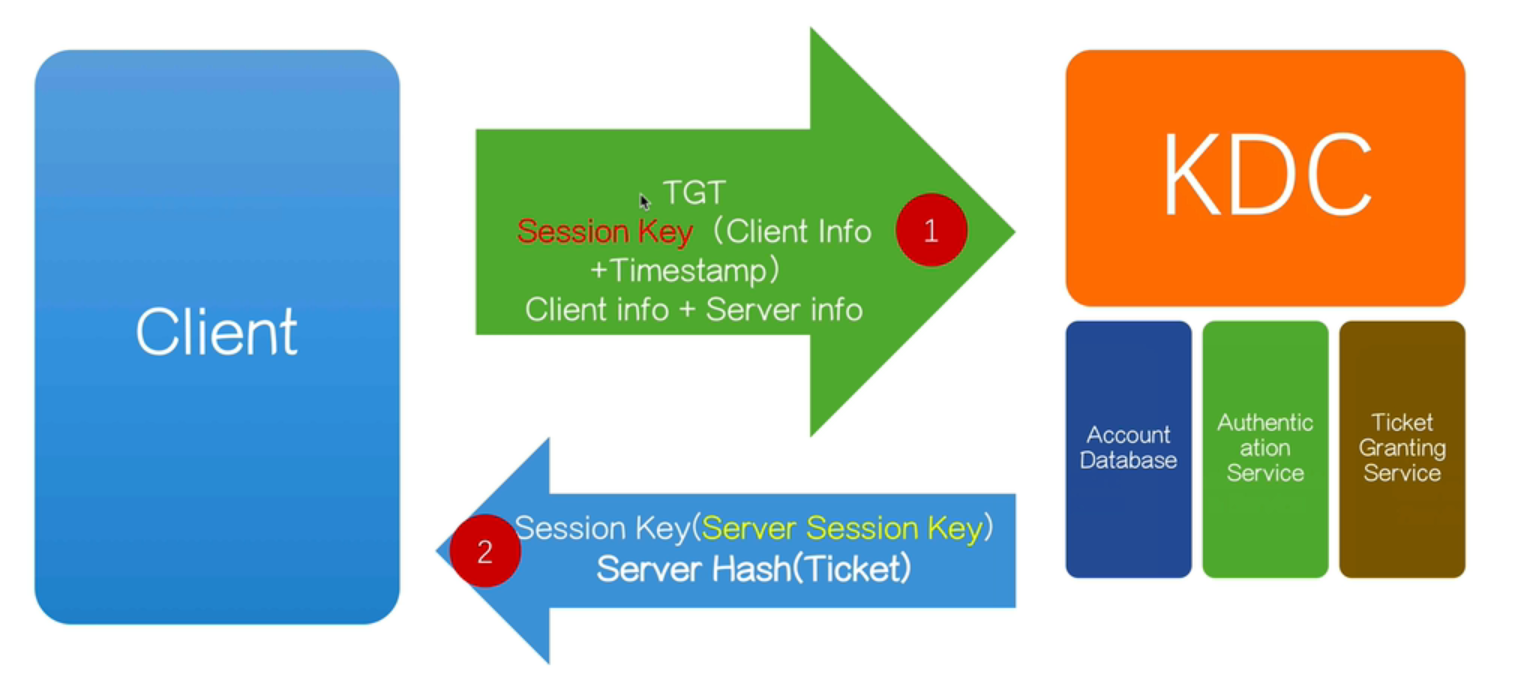 Client
TGT
Session Key（Client Info
+Timestamp）
Client info + Server info
1
KDC
Account
Database
Authentic
ation
Service
Ticket
Granting
Service
2
Session Key(Server Session Key)
Server Hash(Ticket)